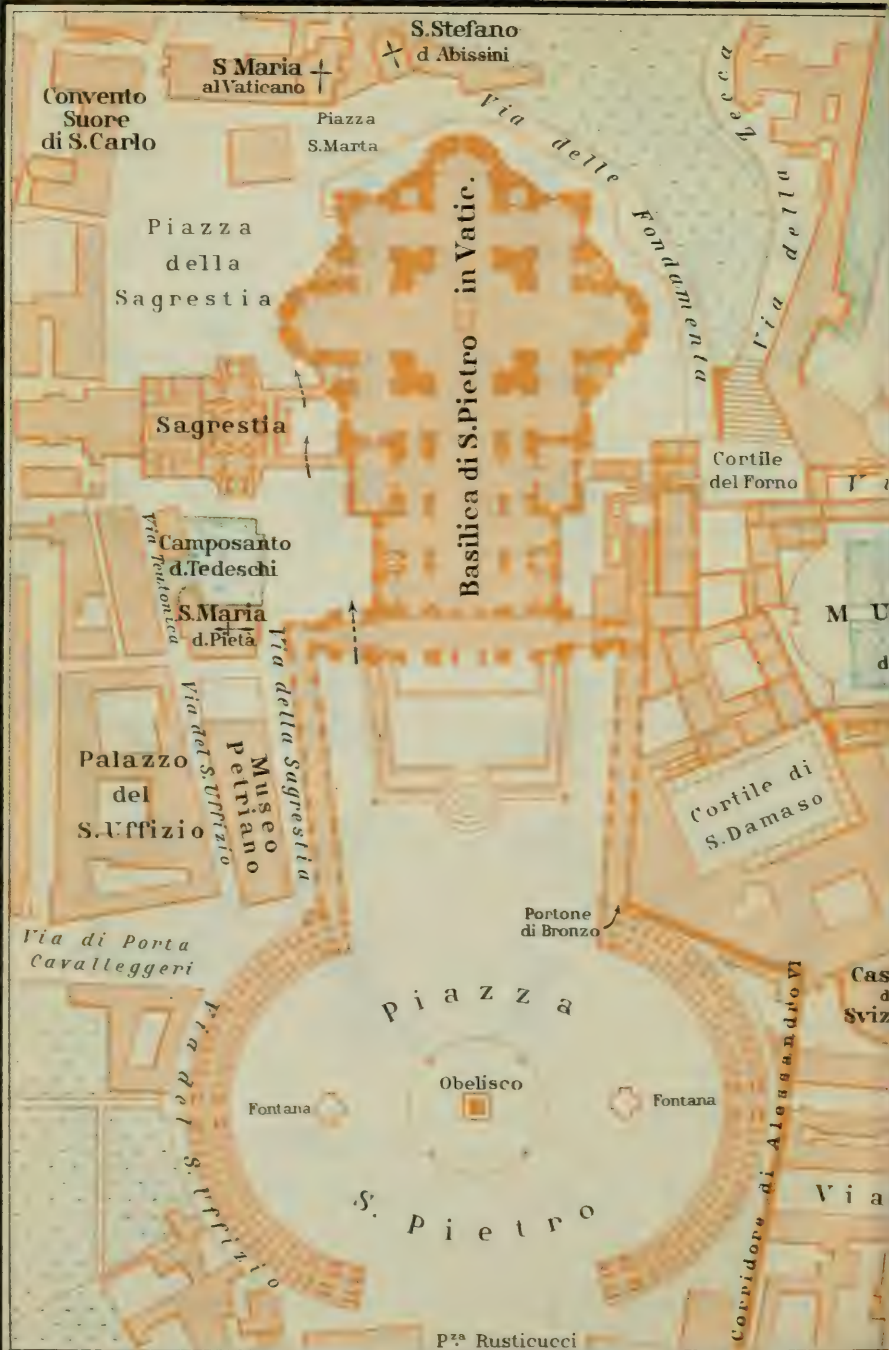 S.Stefano
d Abissini
S Maria
al Vaticano
Convento
Suore
di S.Carlo
Piazza
S.Marta
Via delle Fondamenta
Via della Zecca
Piazza
della
Sagrestia
Basilica di S.Pietro in Vatic.
Sagrestia
Cortile
del Forno
Via Teutonica
Camposanto
d.Tedeschi
S.Maria
d.Pietà
Via della Sagrestia
Via del S.Uffizio
Museo
Petriano
Palazzo
del
S.Uffizio
M U
d
Cortile di
S.Damaso
Portone
di Bronzo
Via di Porta
Cavalleggeri
Cas
d
Sviz
Piazza
Obelisco
Fontana
Fontana
S. Pietro
Via del S.Uffizio
Corridore di Alessandro VI
Via
Pza. Rusticucci